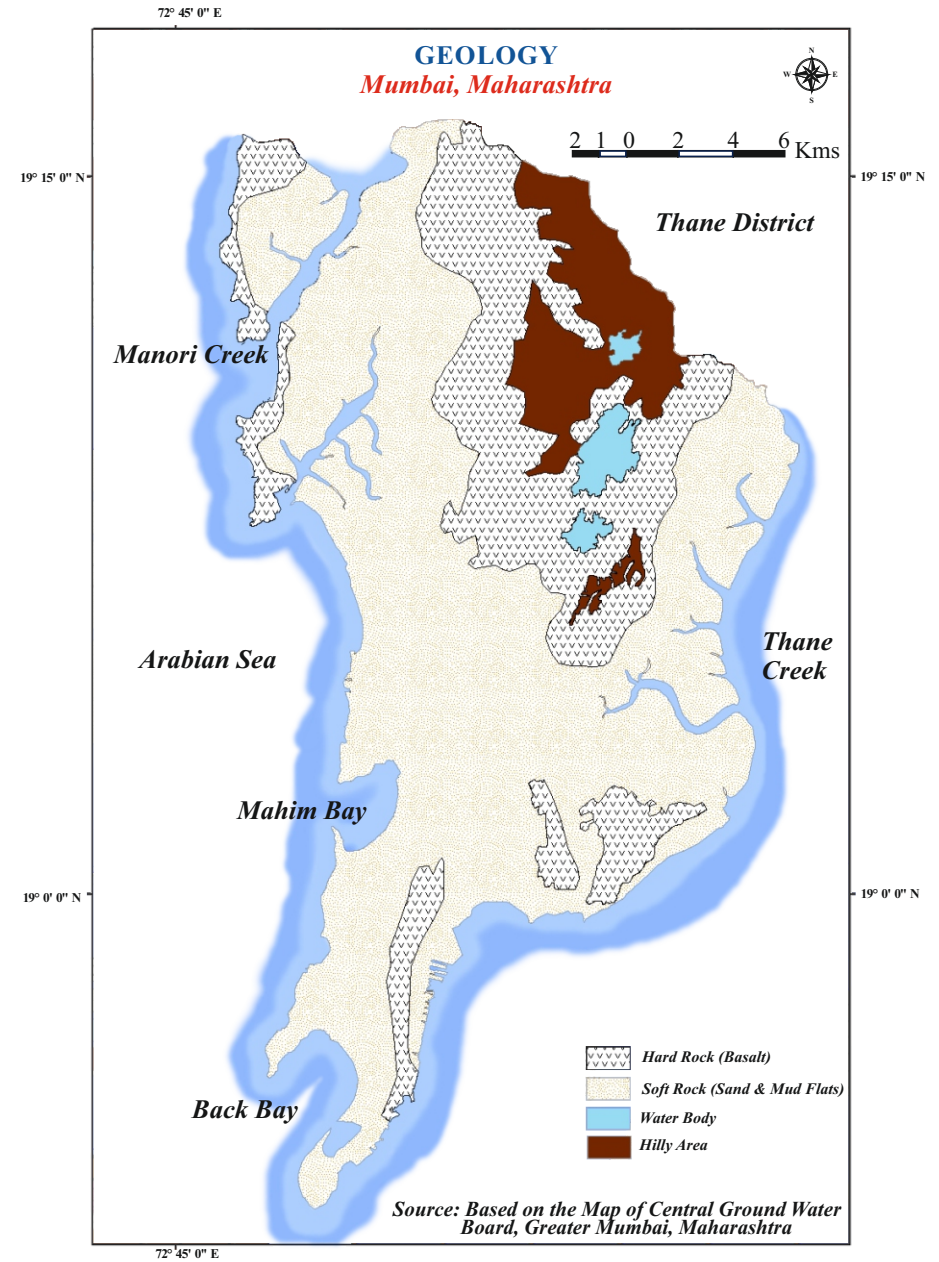 72° 45' 0" E
GEOLOGY
Mumbai, Maharashtra
N
W E
S
2 1 0 2 4 6 Kms
19° 15' 0" N
19° 15' 0" N
Thane District
Manori Creek
Arabian Sea
Thane
Creek
Mahim Bay
19° 0' 0" N
19° 0' 0" N
Back Bay
Hard Rock (Basalt)
Soft Rock (Sand & Mud Flats)
Water Body
Hilly Area
Source: Based on the Map of Central Ground Water
Board, Greater Mumbai, Maharashtra
72° 45' 0" E